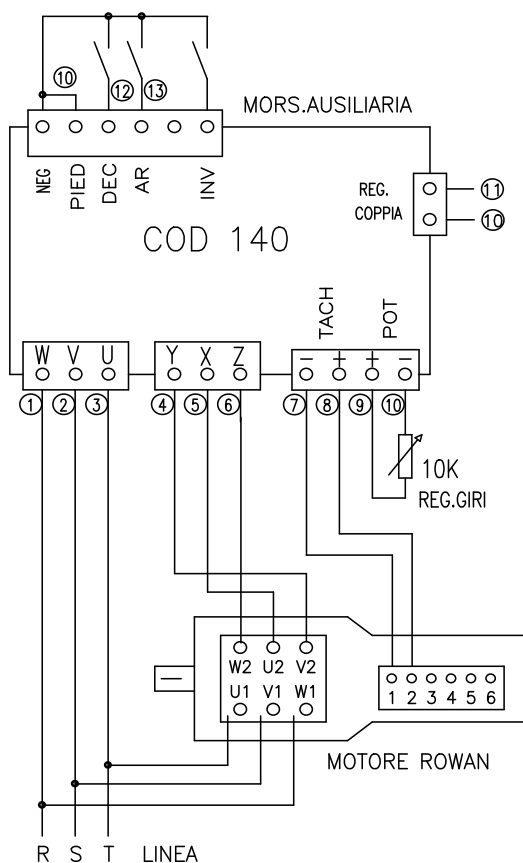 10
12
13
MORS.AUSILIARIA
NEG PIED DEC AR INV
REG. COPPIA
11
10
COD 140
TACH
POT
W V U
Y X Z
− + + −
1 2 3 4 5 6 7 8 9 10
10K
REG.GIRI
W2 U2 V2
U1 V1 W1
1 2 3 4 5 6
MOTORE ROWAN
R S T LINEA